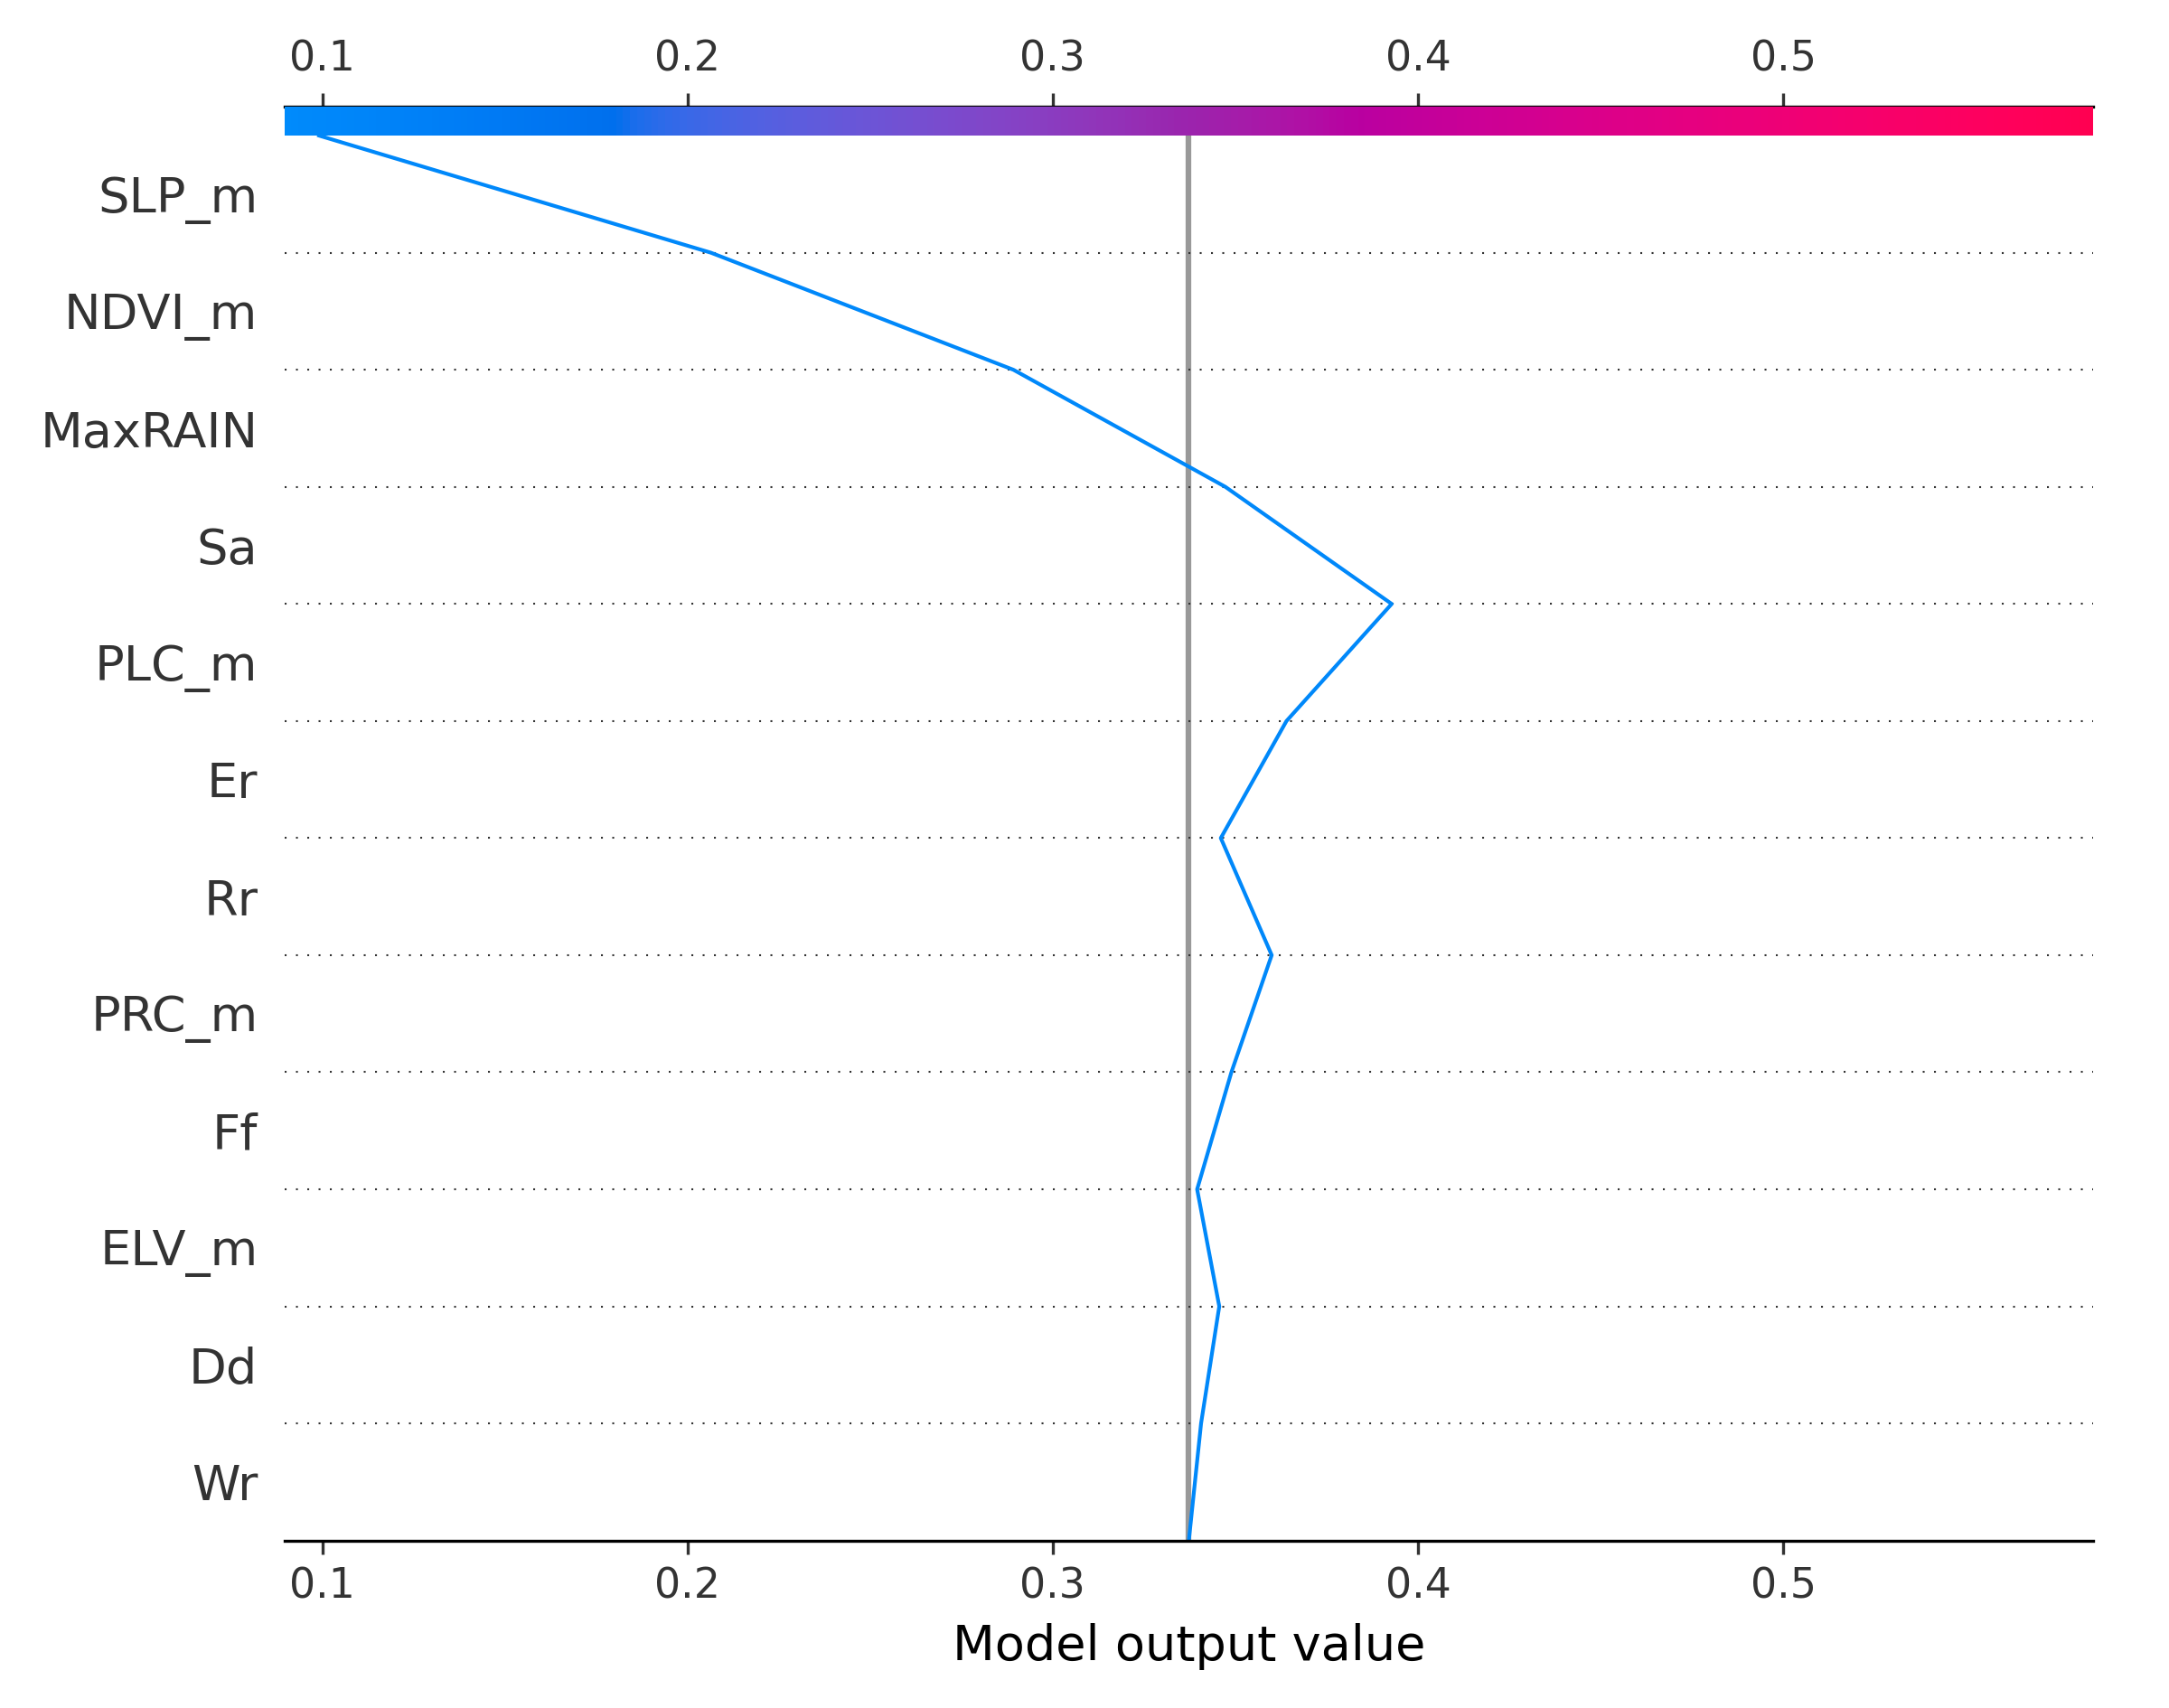 0.1 0.2 0.3 0.4 0.5
SLP_m
NDVI_m
MaxRAIN
Sa
PLC_m
Er
Rr
PRC_m
Ff
ELV_m
Dd
Wr
0.1 0.2 0.3 0.4 0.5
Model output value